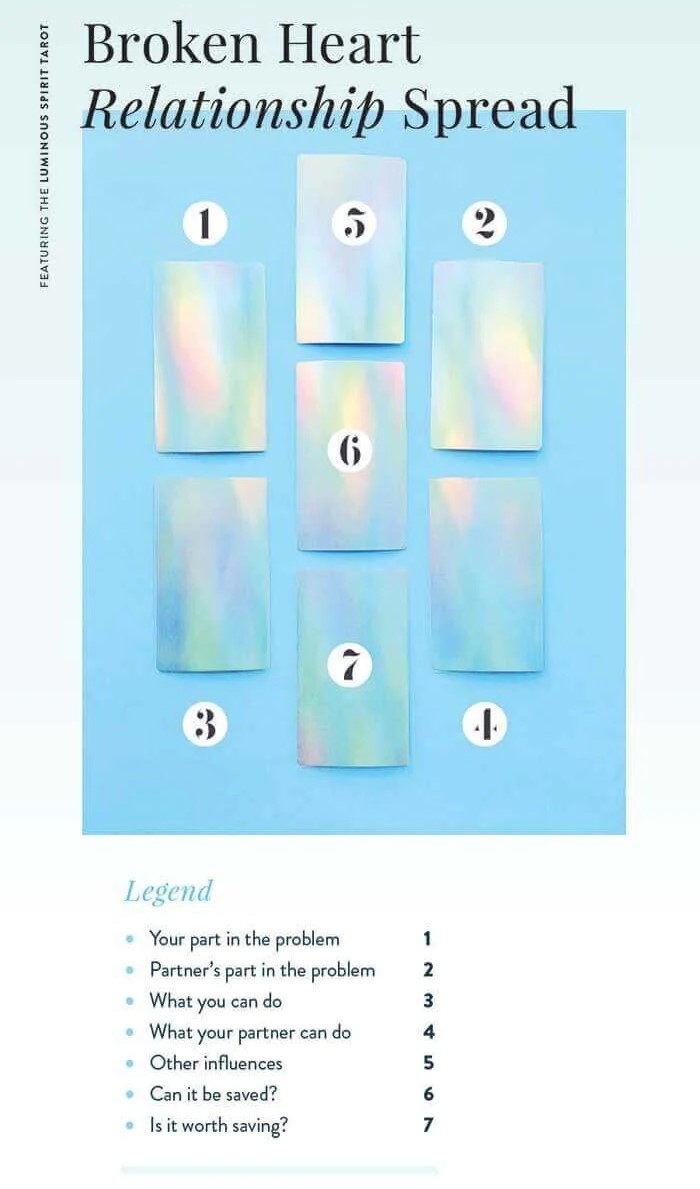 Broken Heart
Relationship Spread
FEATURING THE LUMINOUS SPIRIT TAROT
1
5
2
6
7
3
4
Legend
• Your part in the problem 1
• Partner's part in the problem 2
• What you can do 3
• What your partner can do 4
• Other influences 5
• Can it be saved? 6
• Is it worth saving? 7